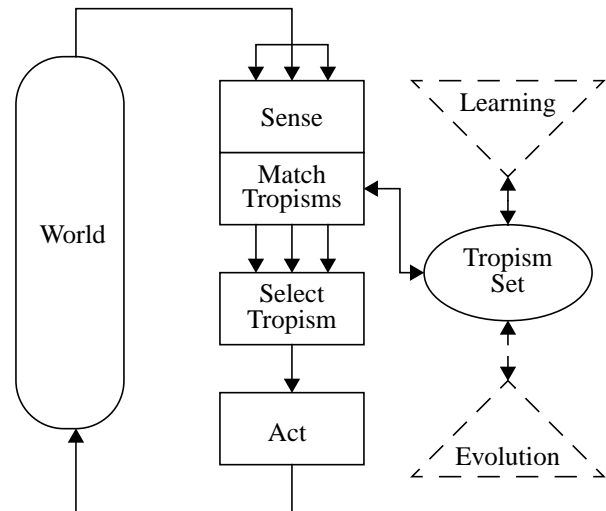 World
Sense
Match
Tropisms
Select
Tropism
Act
Learning
Tropism
Set
Evolution